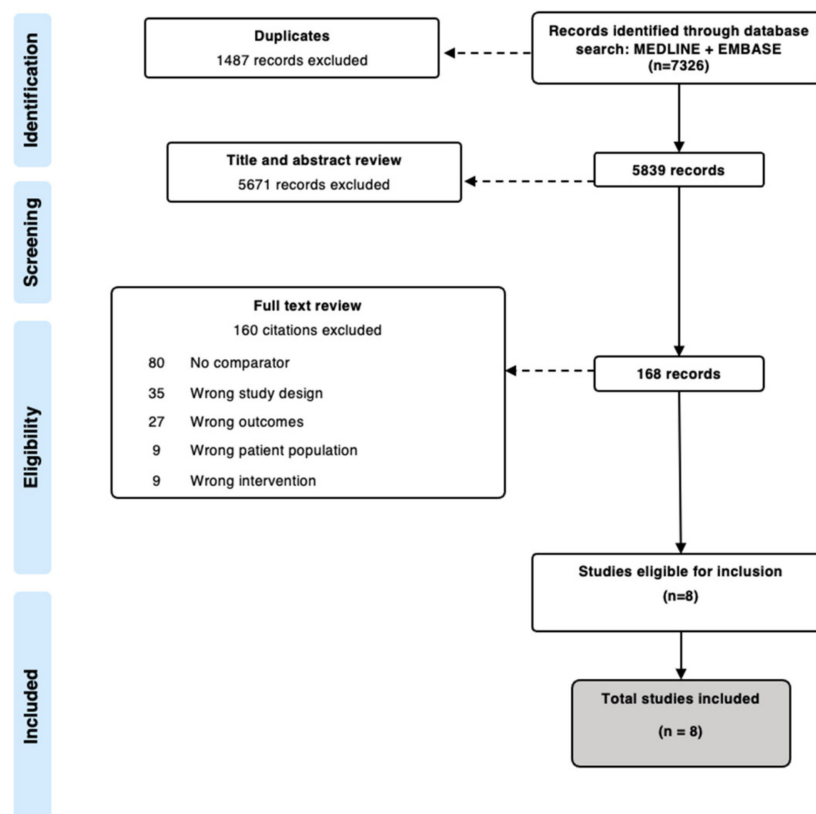 Identification
Duplicates
1487 records excluded
Records identified through database
search: MEDLINE + EMBASE
(n=7326)
Title and abstract review
5671 records excluded
5839 records
Screening
Full text review
160 citations excluded
80 No comparator
35 Wrong study design
27 Wrong outcomes
9 Wrong patient population
9 Wrong intervention
168 records
Eligibility
Studies eligible for inclusion
(n=8)
Included
Total studies included
(n = 8)